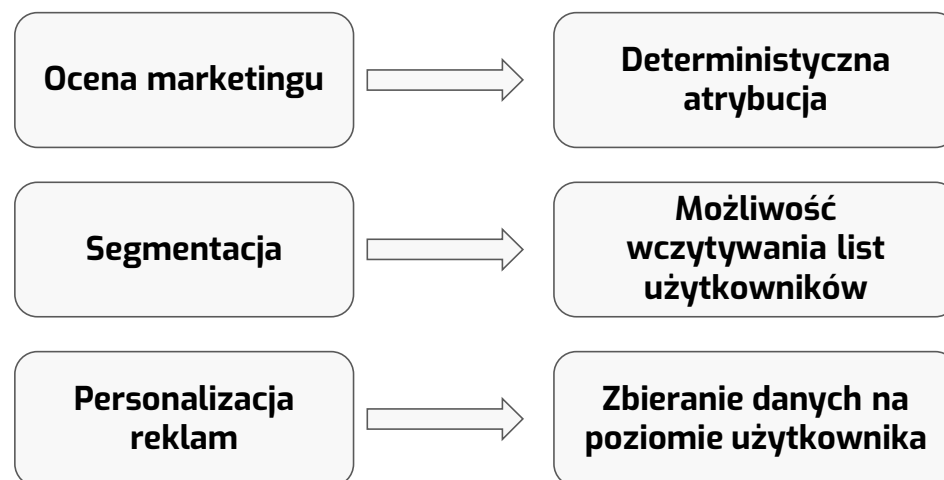 Ocena marketingu
Deterministyczna
atrybucja
Segmentacja
Możliwość
wczytywania list
użytkowników
Personalizacja
reklam
Zbieranie danych na
poziomie użytkownika